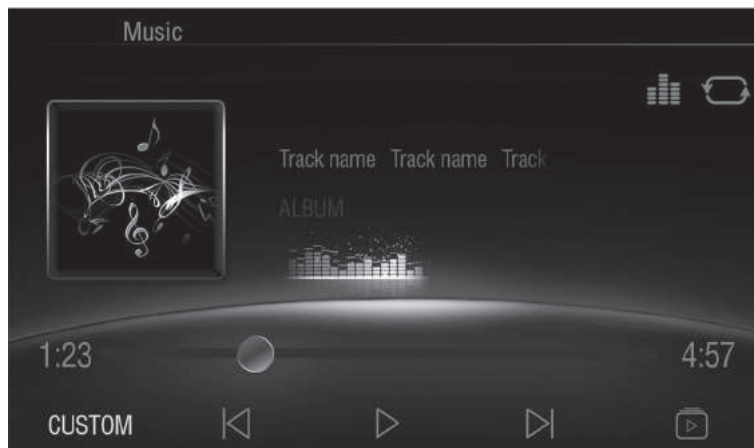 Music
Track name Track name Track
ALBUM
1:23 4:57
CUSTOM